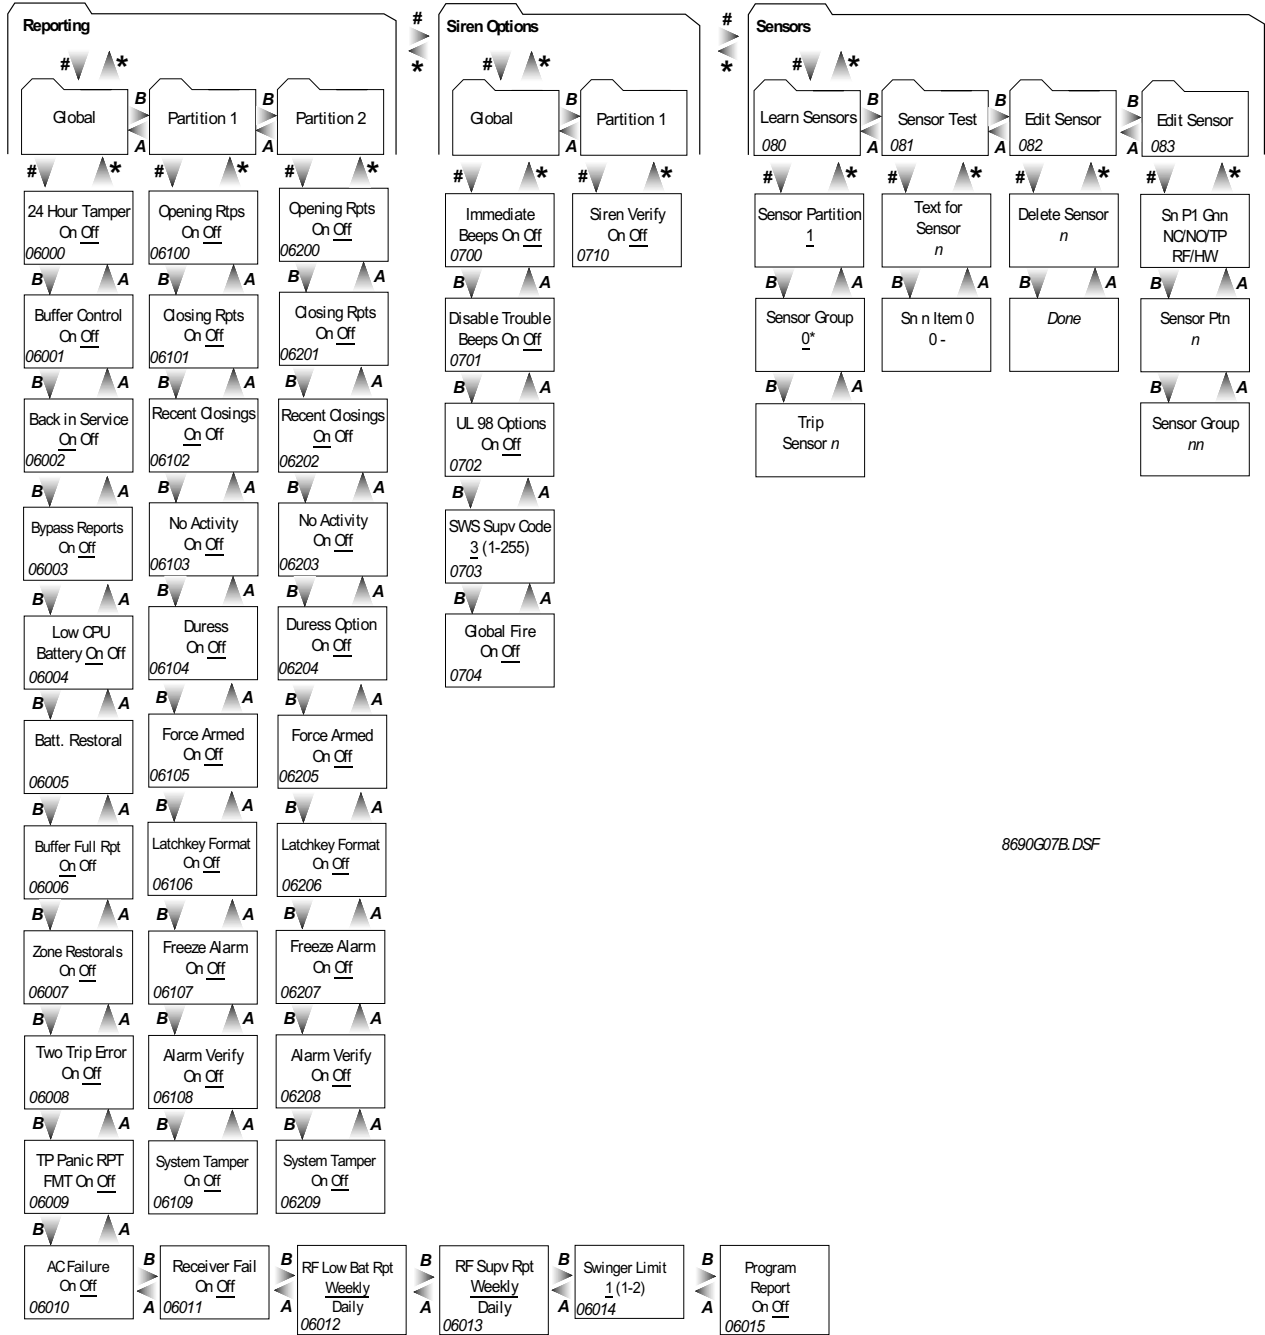 Reporting
# *
Global
B
A
Partition 1
B
A
Partition 2
# *
# *
# *
24 Hour Tamper
On Off
06000
Opening Rtps
On Off
06100
Opening Rpts
On Off
06200
B A
B A
B A
Buffer Control
On Off
06001
Closing Rpts
On Off
06101
Closing Rpts
On Off
06201
B A
B A
B A
Back in Service
On Off
06002
Recent Closings
On Off
06102
Recent Closings
On Off
06202
B A
B A
B A
Bypass Reports
On Off
06003
No Activity
On Off
06103
No Activity
On Off
06203
B A
B A
B A
Low CPU
Battery On Off
06004
Duress
On Off
06104
Duress Option
On Off
06204
B A
B A
B A
Batt. Restoral
06005
Force Armed
On Off
06105
Force Armed
On Off
06205
B A
B A
B A
Buffer Full Rpt
On Off
06006
Latchkey Format
On Off
06106
Latchkey Format
On Off
06206
B A
B A
B A
Zone Restorals
On Off
06007
Freeze Alarm
On Off
06107
Freeze Alarm
On Off
06207
B A
B A
B A
Two Trip Error
On Off
06008
Alarm Verify
On Off
06108
Alarm Verify
On Off
06208
B A
B A
B A
TP Panic RPT
FMT On Off
06009
System Tamper
On Off
06109
System Tamper
On Off
06209
B A
AC Failure
On Off
06010
B
A
Receiver Fail
On Off
06011
B
A
RF Low Bat Rpt
Weekly
Daily
06012
B
A
RF Supv Rpt
Weekly
Daily
06013
B
A
Swinger Limit
1 (1-2)
06014
B
A
Program
Report
On Off
06015
#
*
Siren Options
# *
Global
B
A
Partition 1
# *
# *
Immediate
Beeps On Off
0700
Siren Verify
On Off
0710
B A
Disable Trouble
Beeps On Off
0701
B A
UL 98 Options
On Off
0702
B A
SWS Supv Code
3 (1-255)
0703
B A
Global Fire
On Off
0704
#
*
Sensors
# *
Learn Sensors
080
B
A
Sensor Test
081
B
A
Edit Sensor
082
B
A
Edit Sensor
083
# *
# *
# *
# *
Sensor Partition
1
Text for
Sensor
n
Delete Sensor
n
Sn P1 Gnn
NC/NO/TP
RF/HW
B A
B A
B A
B A
Sensor Group
0*
Sn n Item 0
0 -
Done
Sensor Ptn
n
B A
B A
Trip
Sensor n
Sensor Group
nn
8690G07B.DSF